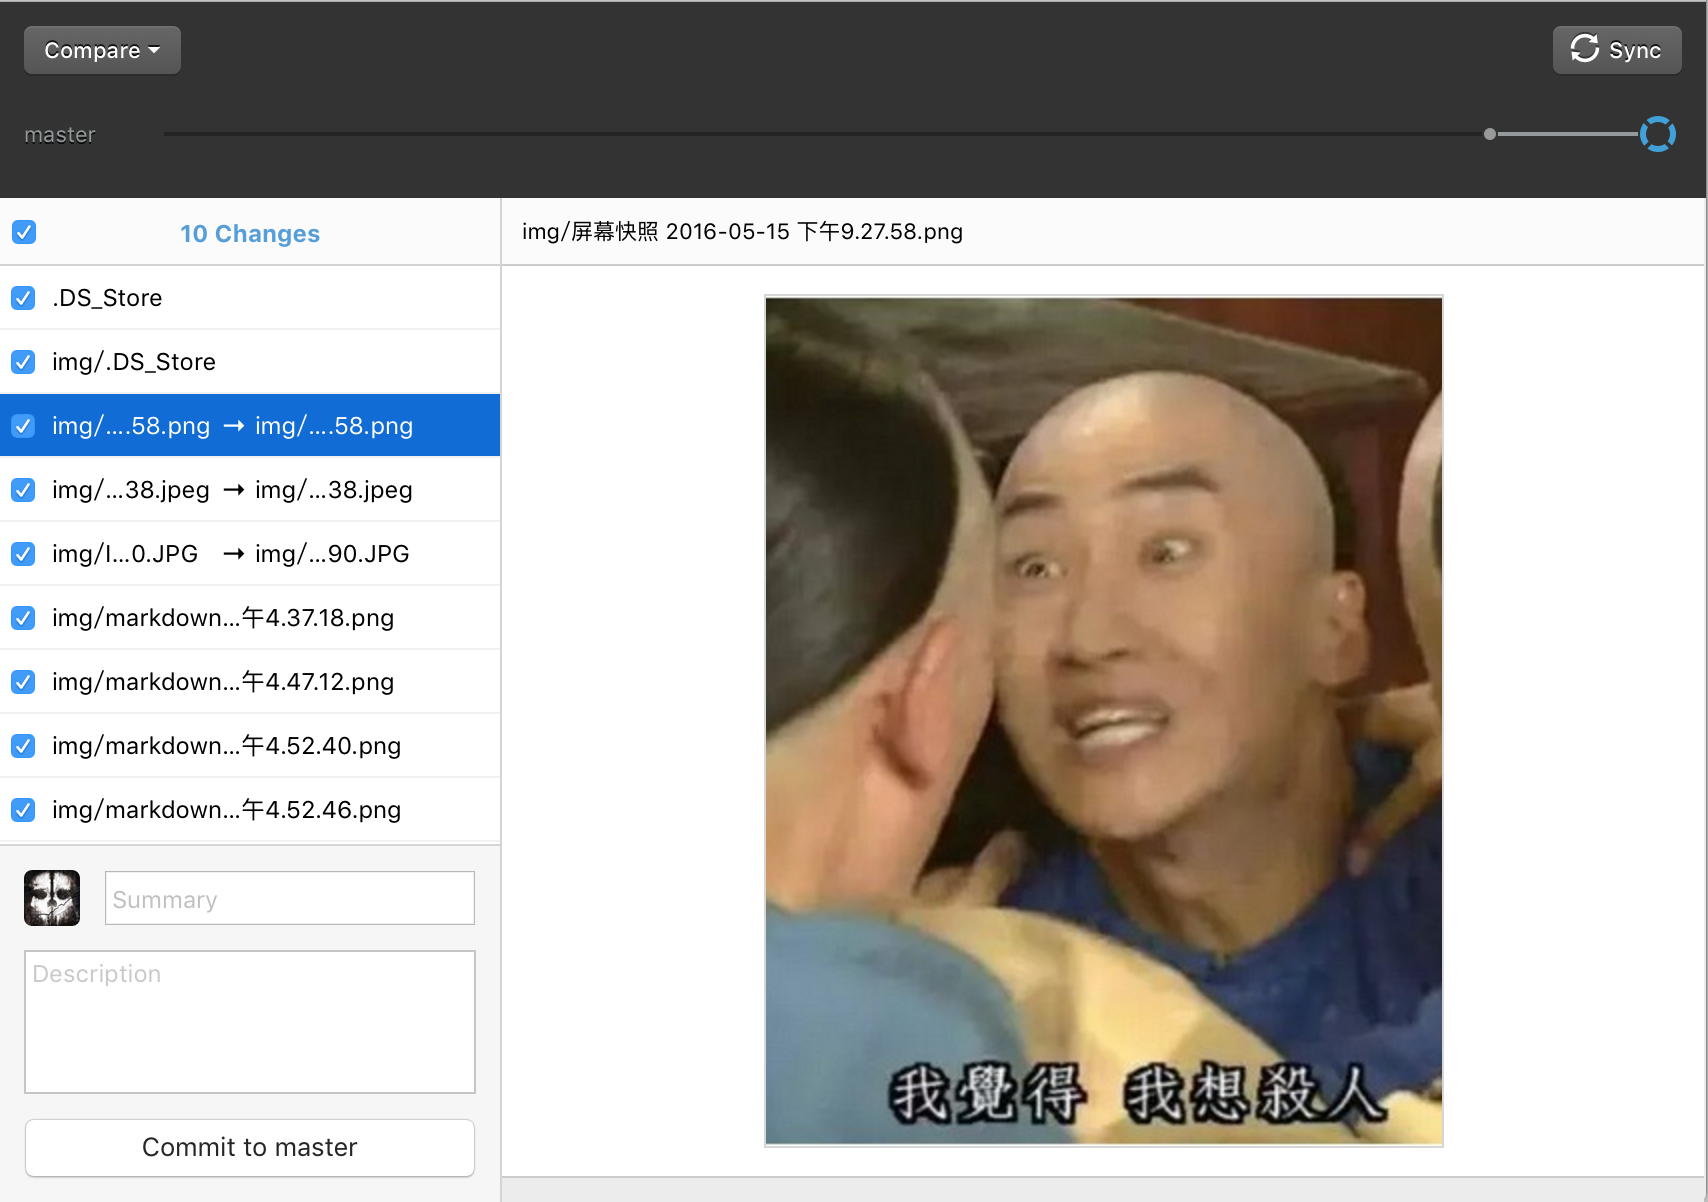 Compare
Sync
master
10 Changes
img/屏幕快照 2016-05-15 下午9.27.58.png
.DS_Store
img/.DS_Store
img/....58.png → img/....58.png
img/...38.jpeg → img/...38.jpeg
img/I...0.JPG → img/...90.JPG
img/markdown...午4.37.18.png
img/markdown...午4.47.12.png
img/markdown...午4.52.40.png
img/markdown...午4.52.46.png
Summary
Description
Commit to master
我覺得 我想殺人